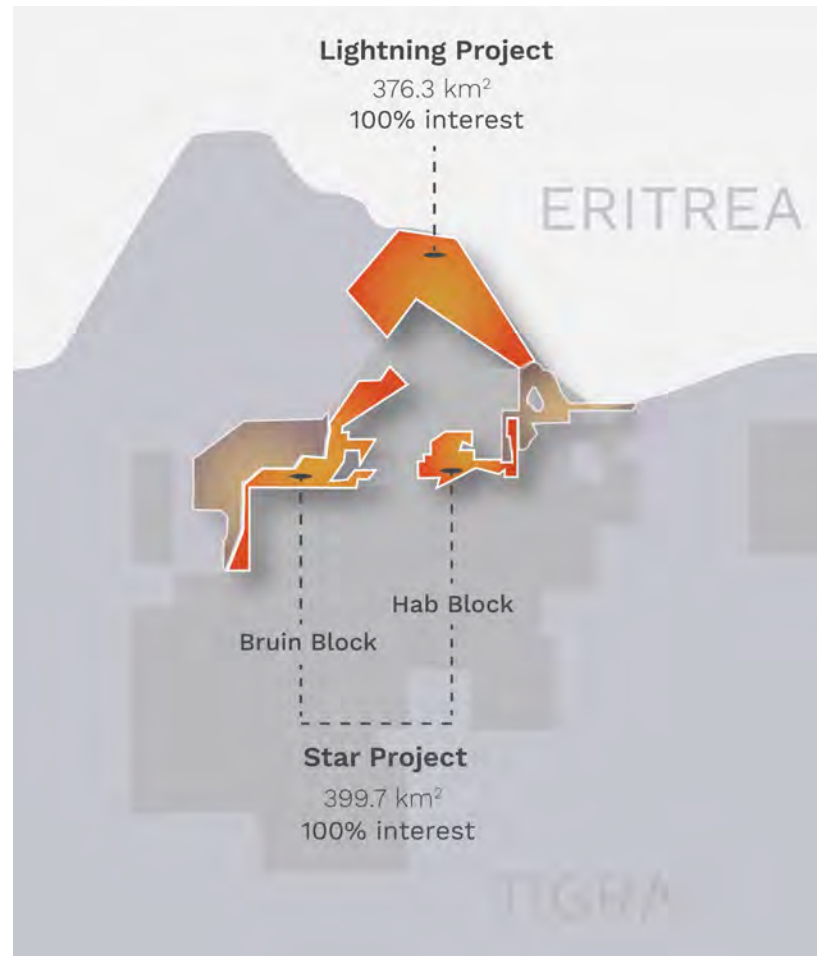 Lightning Project
376.3 km²
100% interest
ERITREA
Hab Block
Bruin Block
Star Project
399.7 km²
100% interest